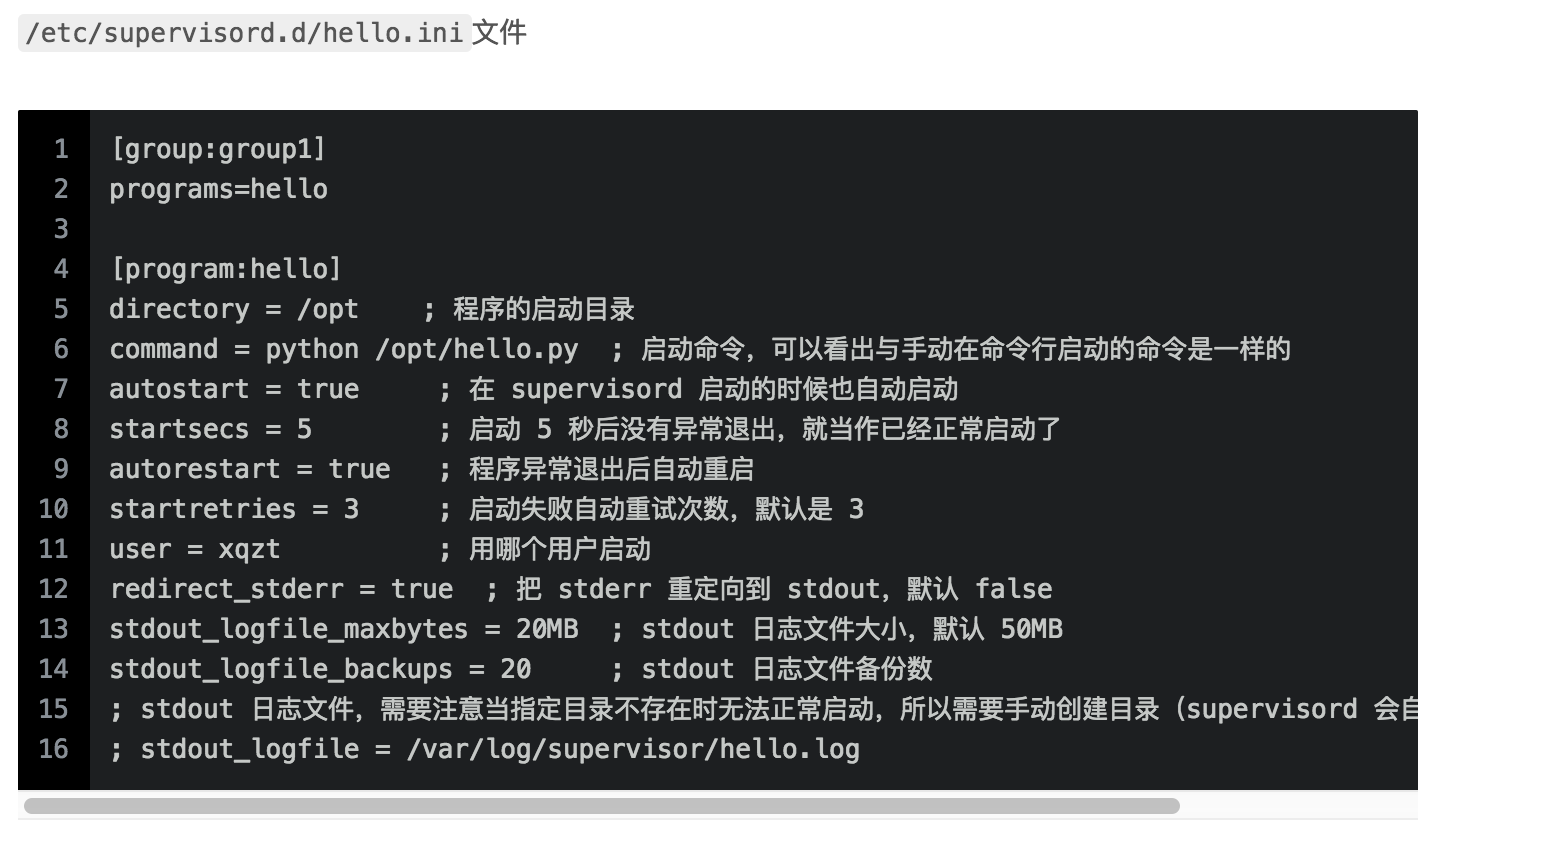 /etc/supervisord.d/hello.ini文件
1 [group:group1]
2 programs=hello
3
4 [program:hello]
5 directory = /opt    ; 程序的启动目录
6 command = python /opt/hello.py  ; 启动命令，可以看出与手动在命令行启动的命令是一样的
7 autostart = true     ; 在 supervisord 启动的时候也自动启动
8 startsecs = 5        ; 启动 5 秒后没有异常退出，就当作已经正常启动了
9 autorestart = true   ; 程序异常退出后自动重启
10 startretries = 3     ; 启动失败自动重试次数，默认是 3
11 user = xqzt          ; 用哪个用户启动
12 redirect_stderr = true  ; 把 stderr 重定向到 stdout，默认 false
13 stdout_logfile_maxbytes = 20MB  ; stdout 日志文件大小，默认 50MB
14 stdout_logfile_backups = 20     ; stdout 日志文件备份数
15 ; stdout 日志文件，需要注意当指定目录不存在时无法正常启动，所以需要手动创建目录（supervisord 会自
16 ; stdout_logfile = /var/log/supervisor/hello.log